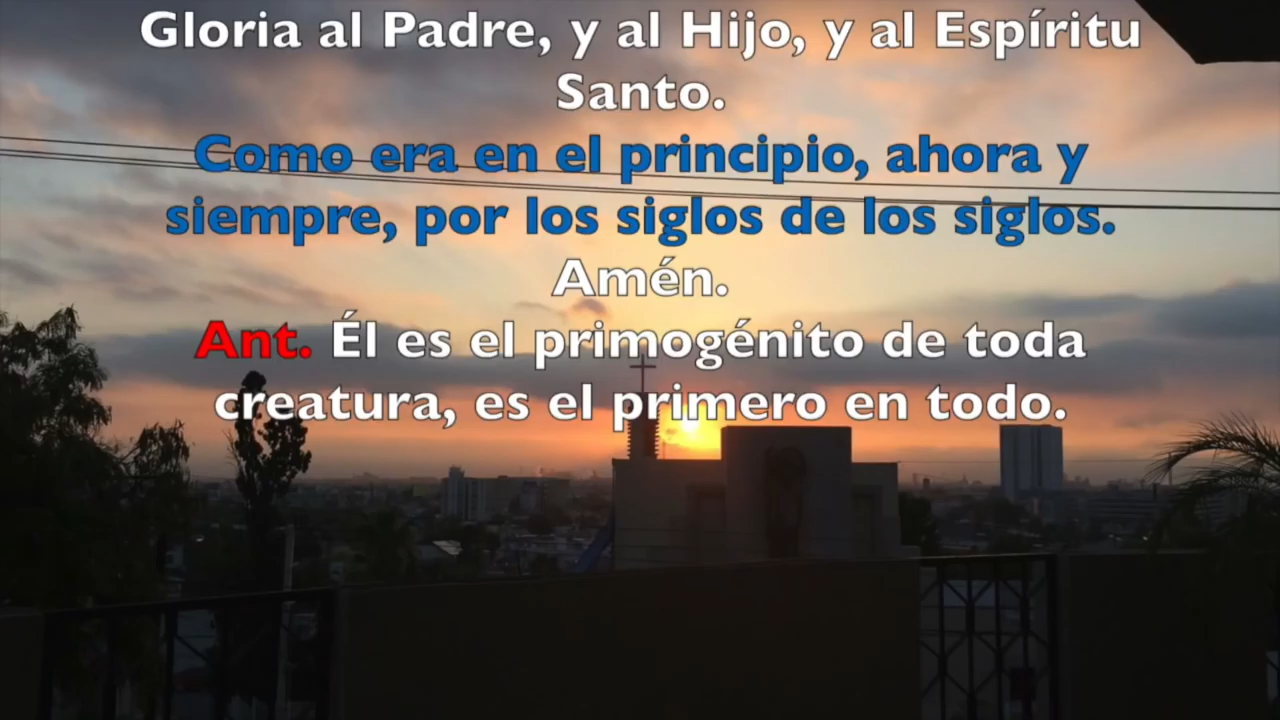 Gloria al Padre, y al Hijo, y al Espíritu
Santo.
Como era en el principio, ahora y
siempre, por los siglos de los siglos.
Amén.
Ant. Él es el primogénito de toda
creatura, es el primero en todo.